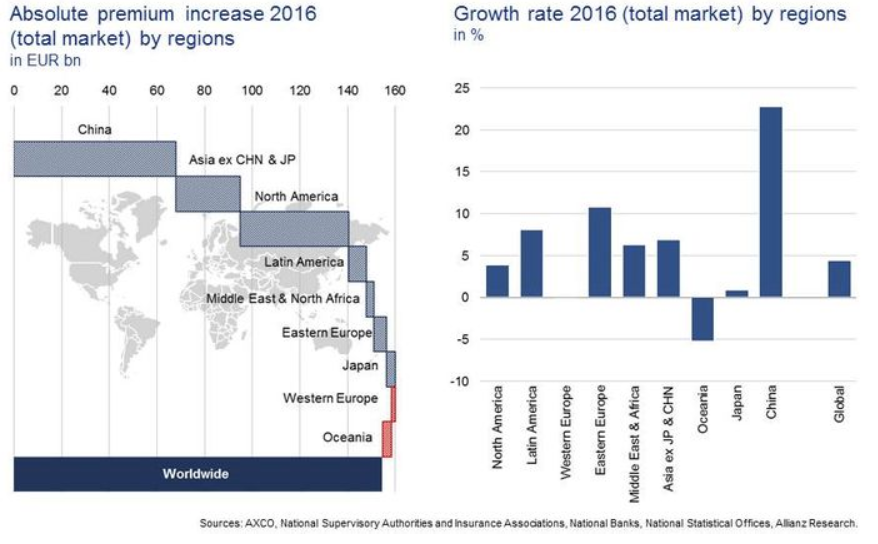 Absolute premium increase 2016
(total market) by regions
in EUR bn
0 20 40 60 80 100 120 140 160
China
Asia ex CHN & JP
North America
Latin America
Middle East & North Africa
Eastern Europe
Japan
Western Europe
Oceania
Worldwide
Growth rate 2016 (total market) by regions
in %
25
20
15
10
5
0
-5
-10
North America
Latin America
Western Europe
Eastern Europe
Middle East & Africa
Asia ex JP & CHN
Oceania
Japan
China
Global
Sources: AXCO, National Supervisory Authorities and Insurance Associations, National Banks, National Statistical Offices, Allianz Research.